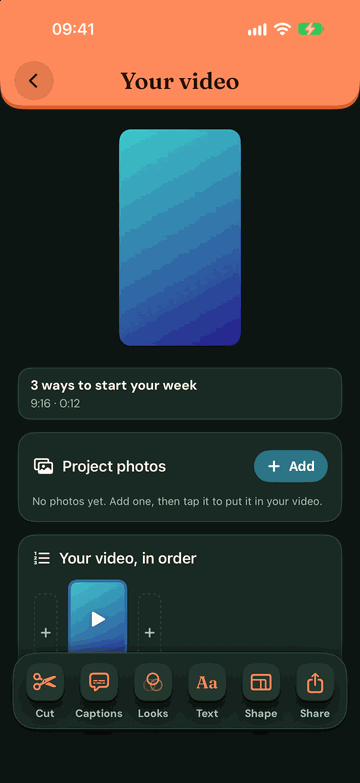 09:41
Your video
3 ways to start your week
9:16 · 0:12
Project photos
+ Add
No photos yet. Add one, then tap it to put it in your video.
Your video, in order
+ +
Aa
Cut Captions Looks Text Shape Share